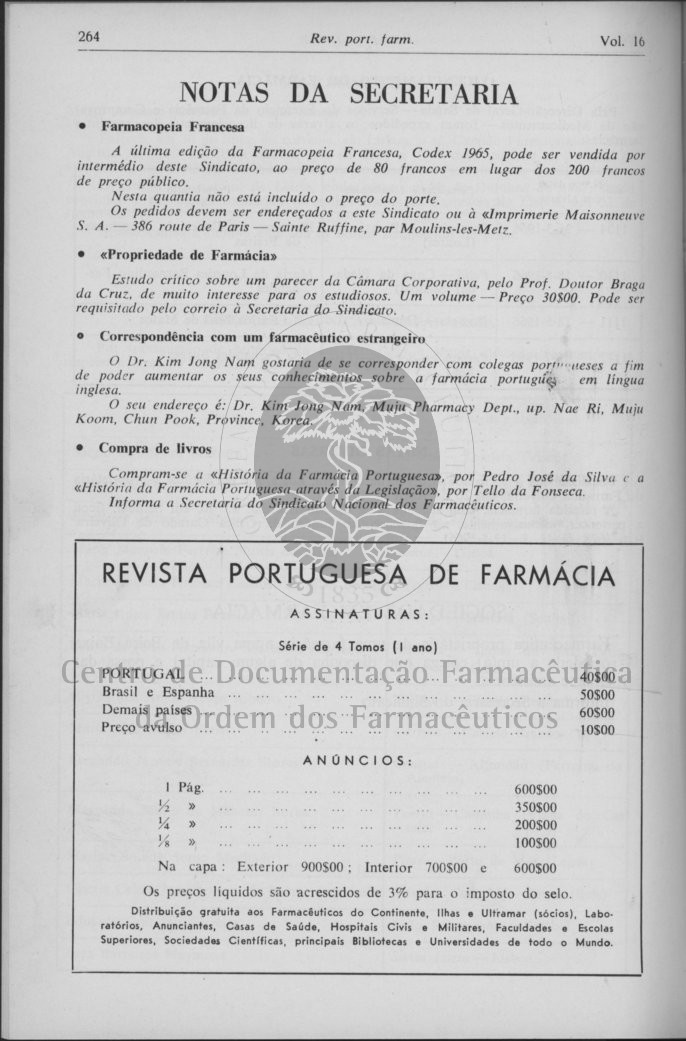 264
Rev. port. farm.
Vol. 16
NOTAS DA SECRETARIA
• Farmacopeia Francesa
A última edição da Farmacopeia Francesa, Codex 1965, pode ser vendida por
intermédio deste Sindicato, ao preço de 80 francos em lugar dos 200 francos
de preço público.
Nesta quantia não está incluído o preço do porte.
Os pedidos devem ser endereçados a este Sindicato ou à «Imprimerie Maisonneuve
S. A. — 386 route de Paris — Sainte Ruffine, par Moulins-les-Metz.
• «Propriedade de Farmácia»
Estudo crítico sobre um parecer da Câmara Corporativa, pelo Prof. Doutor Braga
da Cruz, de muito interesse para os estudiosos. Um volume — Preço 30$00. Pode ser
requisitado pelo correio à Secretaria do Sindicato.
• Correspondência com um farmacêutico estrangeiro
O Dr. Kim Jong Nam gostaria de se corresponder com colegas portugueses a fim
de poder aumentar os seus conhecimentos sobre a farmácia em língua
inglesa.
O seu endereço é: Dr. Kim Jong Nam, Muju Pharmacy Dept., up. Nae Ri, Muju
Koom, Chun Pook, Province, Korea.
• Compra de livros
Compram-se a «História da Farmácia Portuguesa», por Pedro José da Silva e a
«História da Farmácia Portuguesa através da Legislação», por Tello da Fonseca.
Informa a Secretaria do Sindicato Nacional dos Farmacêuticos.
REVISTA PORTUGUESA DE FARMÁCIA
1835
ASSINATURAS:
Série de 4 Tomos (1 ano)
Centro de Documentação Farmacêutica
PORTUGAL ... 40$00
Brasil e Espanha ... 50$00
Demais países ... 60$00
da Ordem dos Farmacêuticos
Preço avulso ... 10$00
ANÚNCIOS:
1 Pág. ... 600$00
½ » ... 350$00
¼ » ... 200$00
⅛ » ... 100$00
Na capa: Exterior 900$00; Interior 700$00 e 600$00
Os preços líquidos são acrescidos de 3% para o imposto do selo.
Distribuição gratuita aos Farmacêuticos do Continente, Ilhas e Ultramar (sócios), Labo-
ratórios, Anunciantes, Casas de Saúde, Hospitais Civis e Militares, Faculdades e Escolas
Superiores, Sociedades Científicas, principais Bibliotecas e Universidades de todo o Mundo.